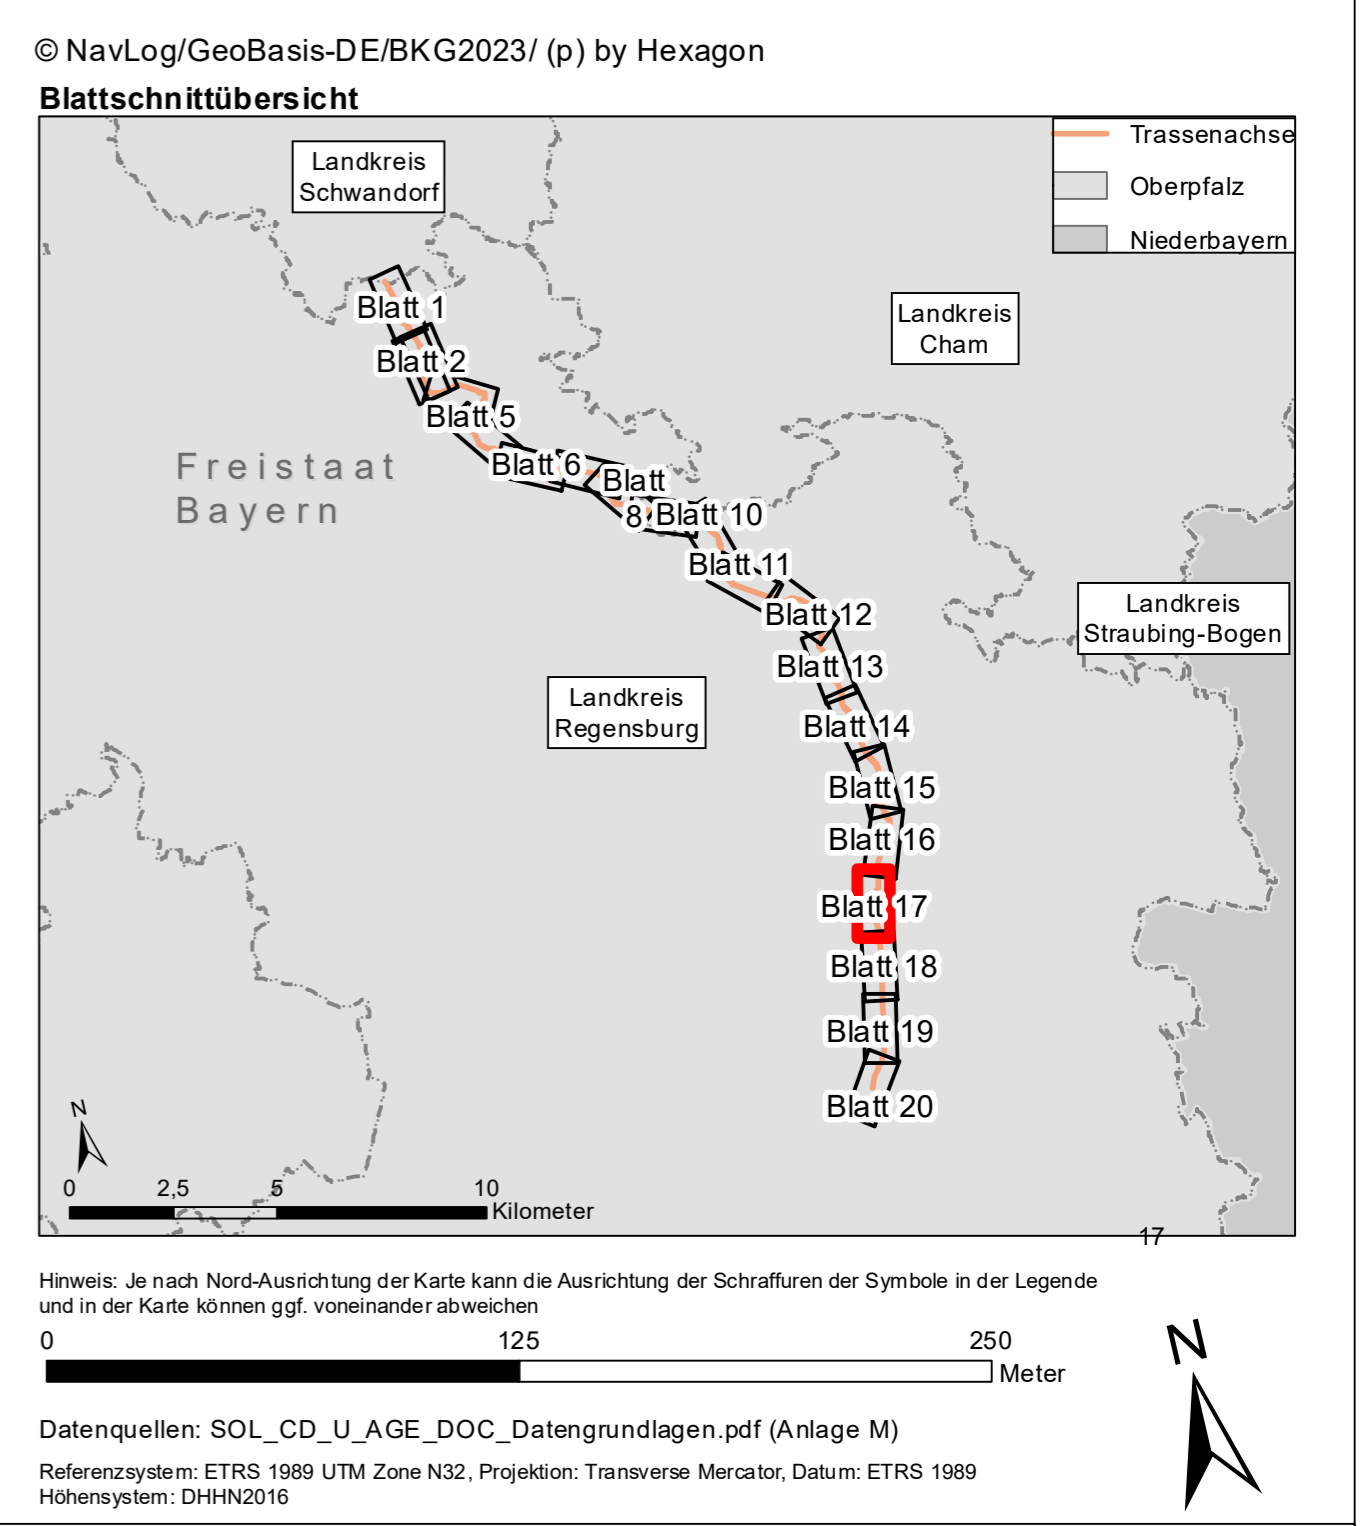 © NavLog/GeoBasis-DE/BKG2023/ (p) by Hexagon
Blattschnittübersicht
Trassenachse
Oberpfalz
Niederbayern
Landkreis
Schwandorf
Landkreis
Cham
Blatt 1
Blatt 2
Blatt 5
Freistaat
Bayern
Blatt 6
Blatt
8
Blatt 10
Blatt 11
Landkreis
Straubing-Bogen
Blatt 12
Blatt 13
Landkreis
Regensburg
Blatt 14
Blatt 15
Blatt 16
Blatt 17
Blatt 18
Blatt 19
Blatt 20
N
0 2,5 5 10
Kilometer
17
Hinweis: Je nach Nord-Ausrichtung der Karte kann die Ausrichtung der Schraffuren der Symbole in der Legende
und in der Karte können ggf. voneinander abweichen
0 125 250
Meter
N
Datenquellen: SOL_CD_U_AGE_DOC_Datengrundlagen.pdf (Anlage M)
Referenzsystem: ETRS 1989 UTM Zone N32, Projektion: Transverse Mercator, Datum: ETRS 1989
Höhensystem: DHHN2016